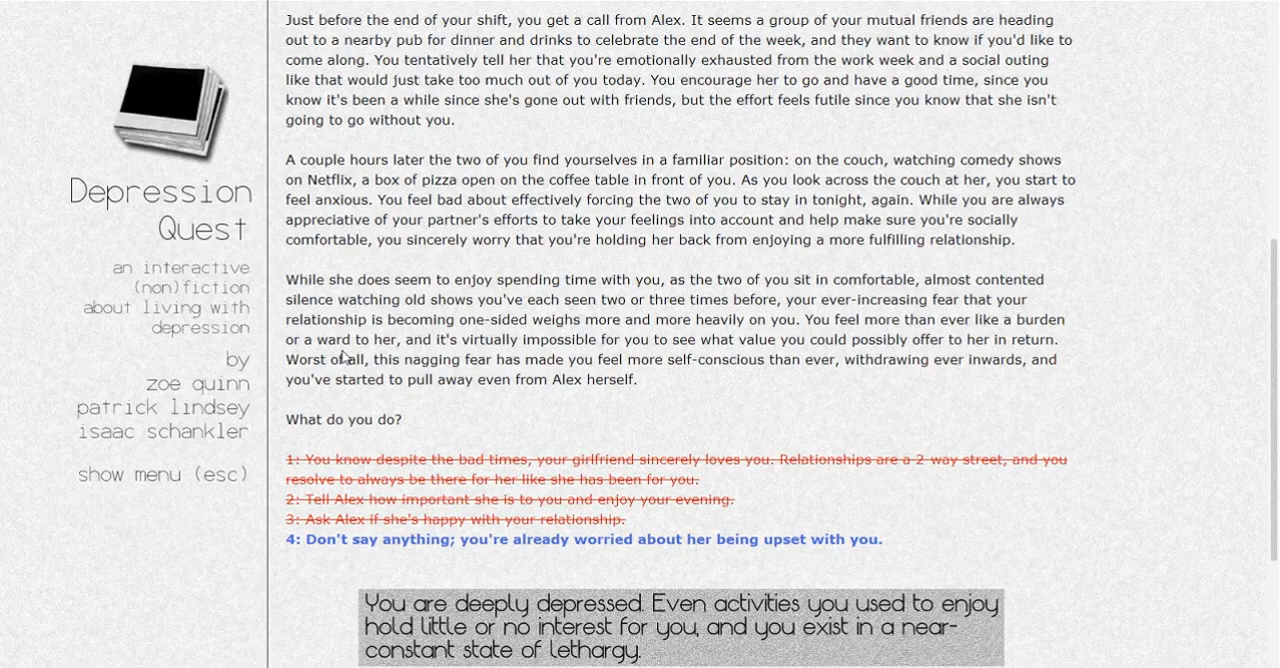 Just before the end of your shift, you get a call from Alex. It seems a group of your mutual friends are heading
out to a nearby pub for dinner and drinks to celebrate the end of the week, and they want to know if you'd like to
come along. You tentatively tell her that you're emotionally exhausted from the work week and a social outing
like that would just take too much out of you today. You encourage her to go and have a good time, since you
know it's been a while since she's gone out with friends, but the effort feels futile since you know that she isn't
going to go without you.
A couple hours later the two of you find yourselves in a familiar position: on the couch, watching comedy shows
on Netflix, a box of pizza open on the coffee table in front of you. As you look across the couch at her, you start to
feel anxious. You feel bad about effectively forcing the two of you to stay in tonight, again. While you are always
appreciative of your partner's efforts to take your feelings into account and help make sure you're socially
comfortable, you sincerely worry that you're holding her back from enjoying a more fulfilling relationship.
While she does seem to enjoy spending time with you, as the two of you sit in comfortable, almost contented
silence watching old shows you've each seen two or three times before, your ever-increasing fear that your
relationship is becoming one-sided weighs more and more heavily on you. You feel more than ever like a burden
or a ward to her, and it's virtually impossible for you to see what value you could possibly offer to her in return.
Worst of all, this nagging fear has made you feel more self-conscious than ever, withdrawing ever inwards, and
you've started to pull away even from Alex herself.
What do you do?
1: You know despite the bad times, your girlfriend sincerely loves you. Relationships are a 2 way street, and you
resolve to always be there for her like she has been for you.
2: Tell Alex how important she is to you and enjoy your evening.
3: Ask Alex if she's happy with your relationship.
4: Don't say anything; you're already worried about her being upset with you.
You are deeply depressed. Even activities you used to enjoy
hold little or no interest for you, and you exist in a near-
constant state of lethargy.
Depression
Quest
an interactive
(non)fiction
about living with
depression
by
zoe quinn
patrick lindsey
isaac schankler
show menu (esc)